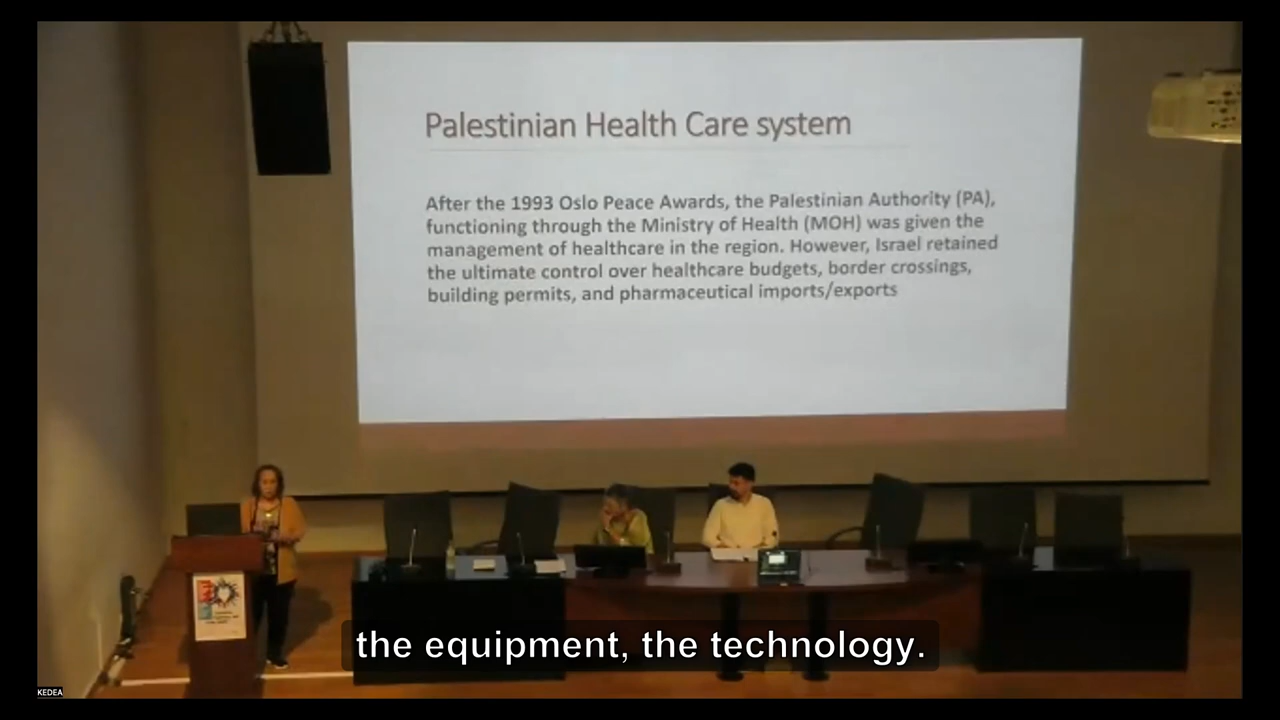 Palestinian Health Care system
After the 1993 Oslo Peace Awards, the Palestinian Authority (PA),
functioning through the Ministry of Health (MOH) was given the
management of healthcare in the region. However, Israel retained
the ultimate control over healthcare budgets, border crossings,
building permits, and pharmaceutical imports/exports
the equipment, the technology.
KEDEA